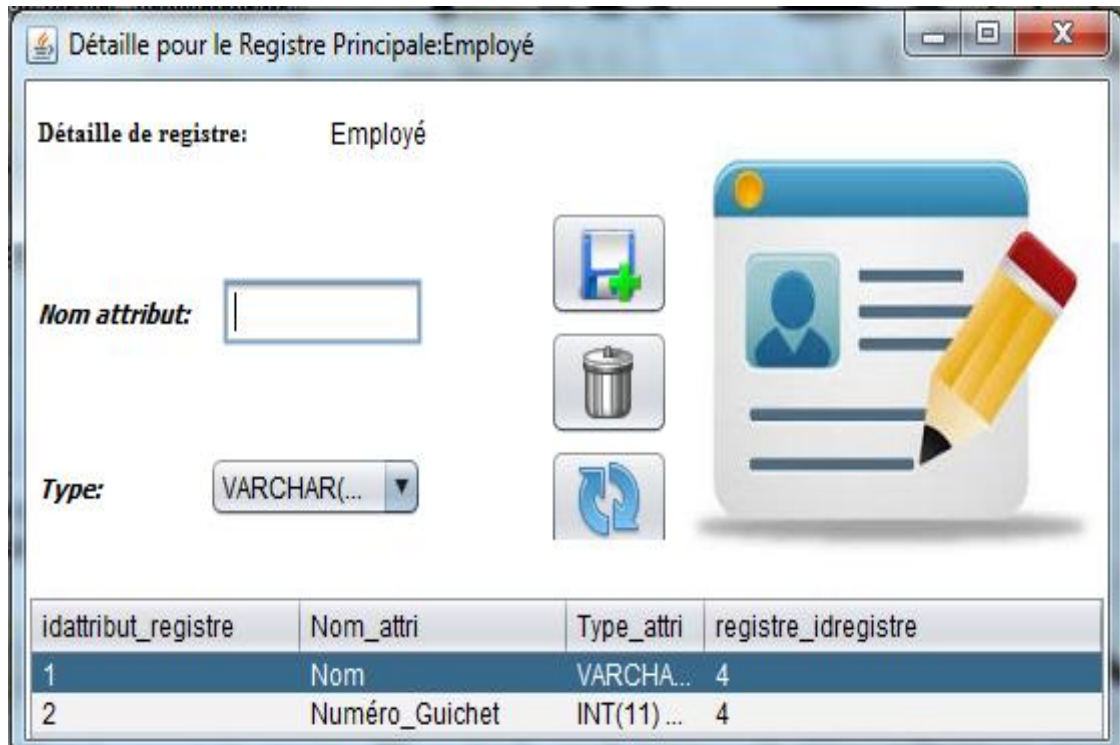 Détaille pour le Registre Principale:Employé
Détaille de registre: Employé
Nom attribut:
Type: VARCHAR(...
idattribut_registre Nom_attri Type_attri registre_idregistre
1 Nom VARCHA... 4
2 Numéro_Guichet INT(11) ... 4